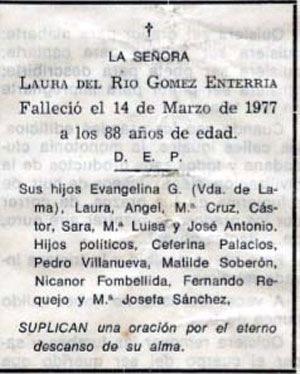 LA SEÑORA
LAURA DEL RIO GOMEZ ENTERRIA
Falleció el 14 de Marzo de 1977
a los 88 años de edad.
D. E. P.
Sus hijos Evangelina G. (Vda. de La-
ma), Laura, Angel, M.ª Cruz, Cás-
tor, Sara, M.ª Luisa y José Antonio.
Hijos políticos, Ceferina Palacios,
Pedro Villanueva, Matilde Soberón,
Nicanor Fombellida, Fernando Re-
quejo y M.ª Josefa Sánchez,
SUPLICAN una oración por el eterno
descanso de su alma.